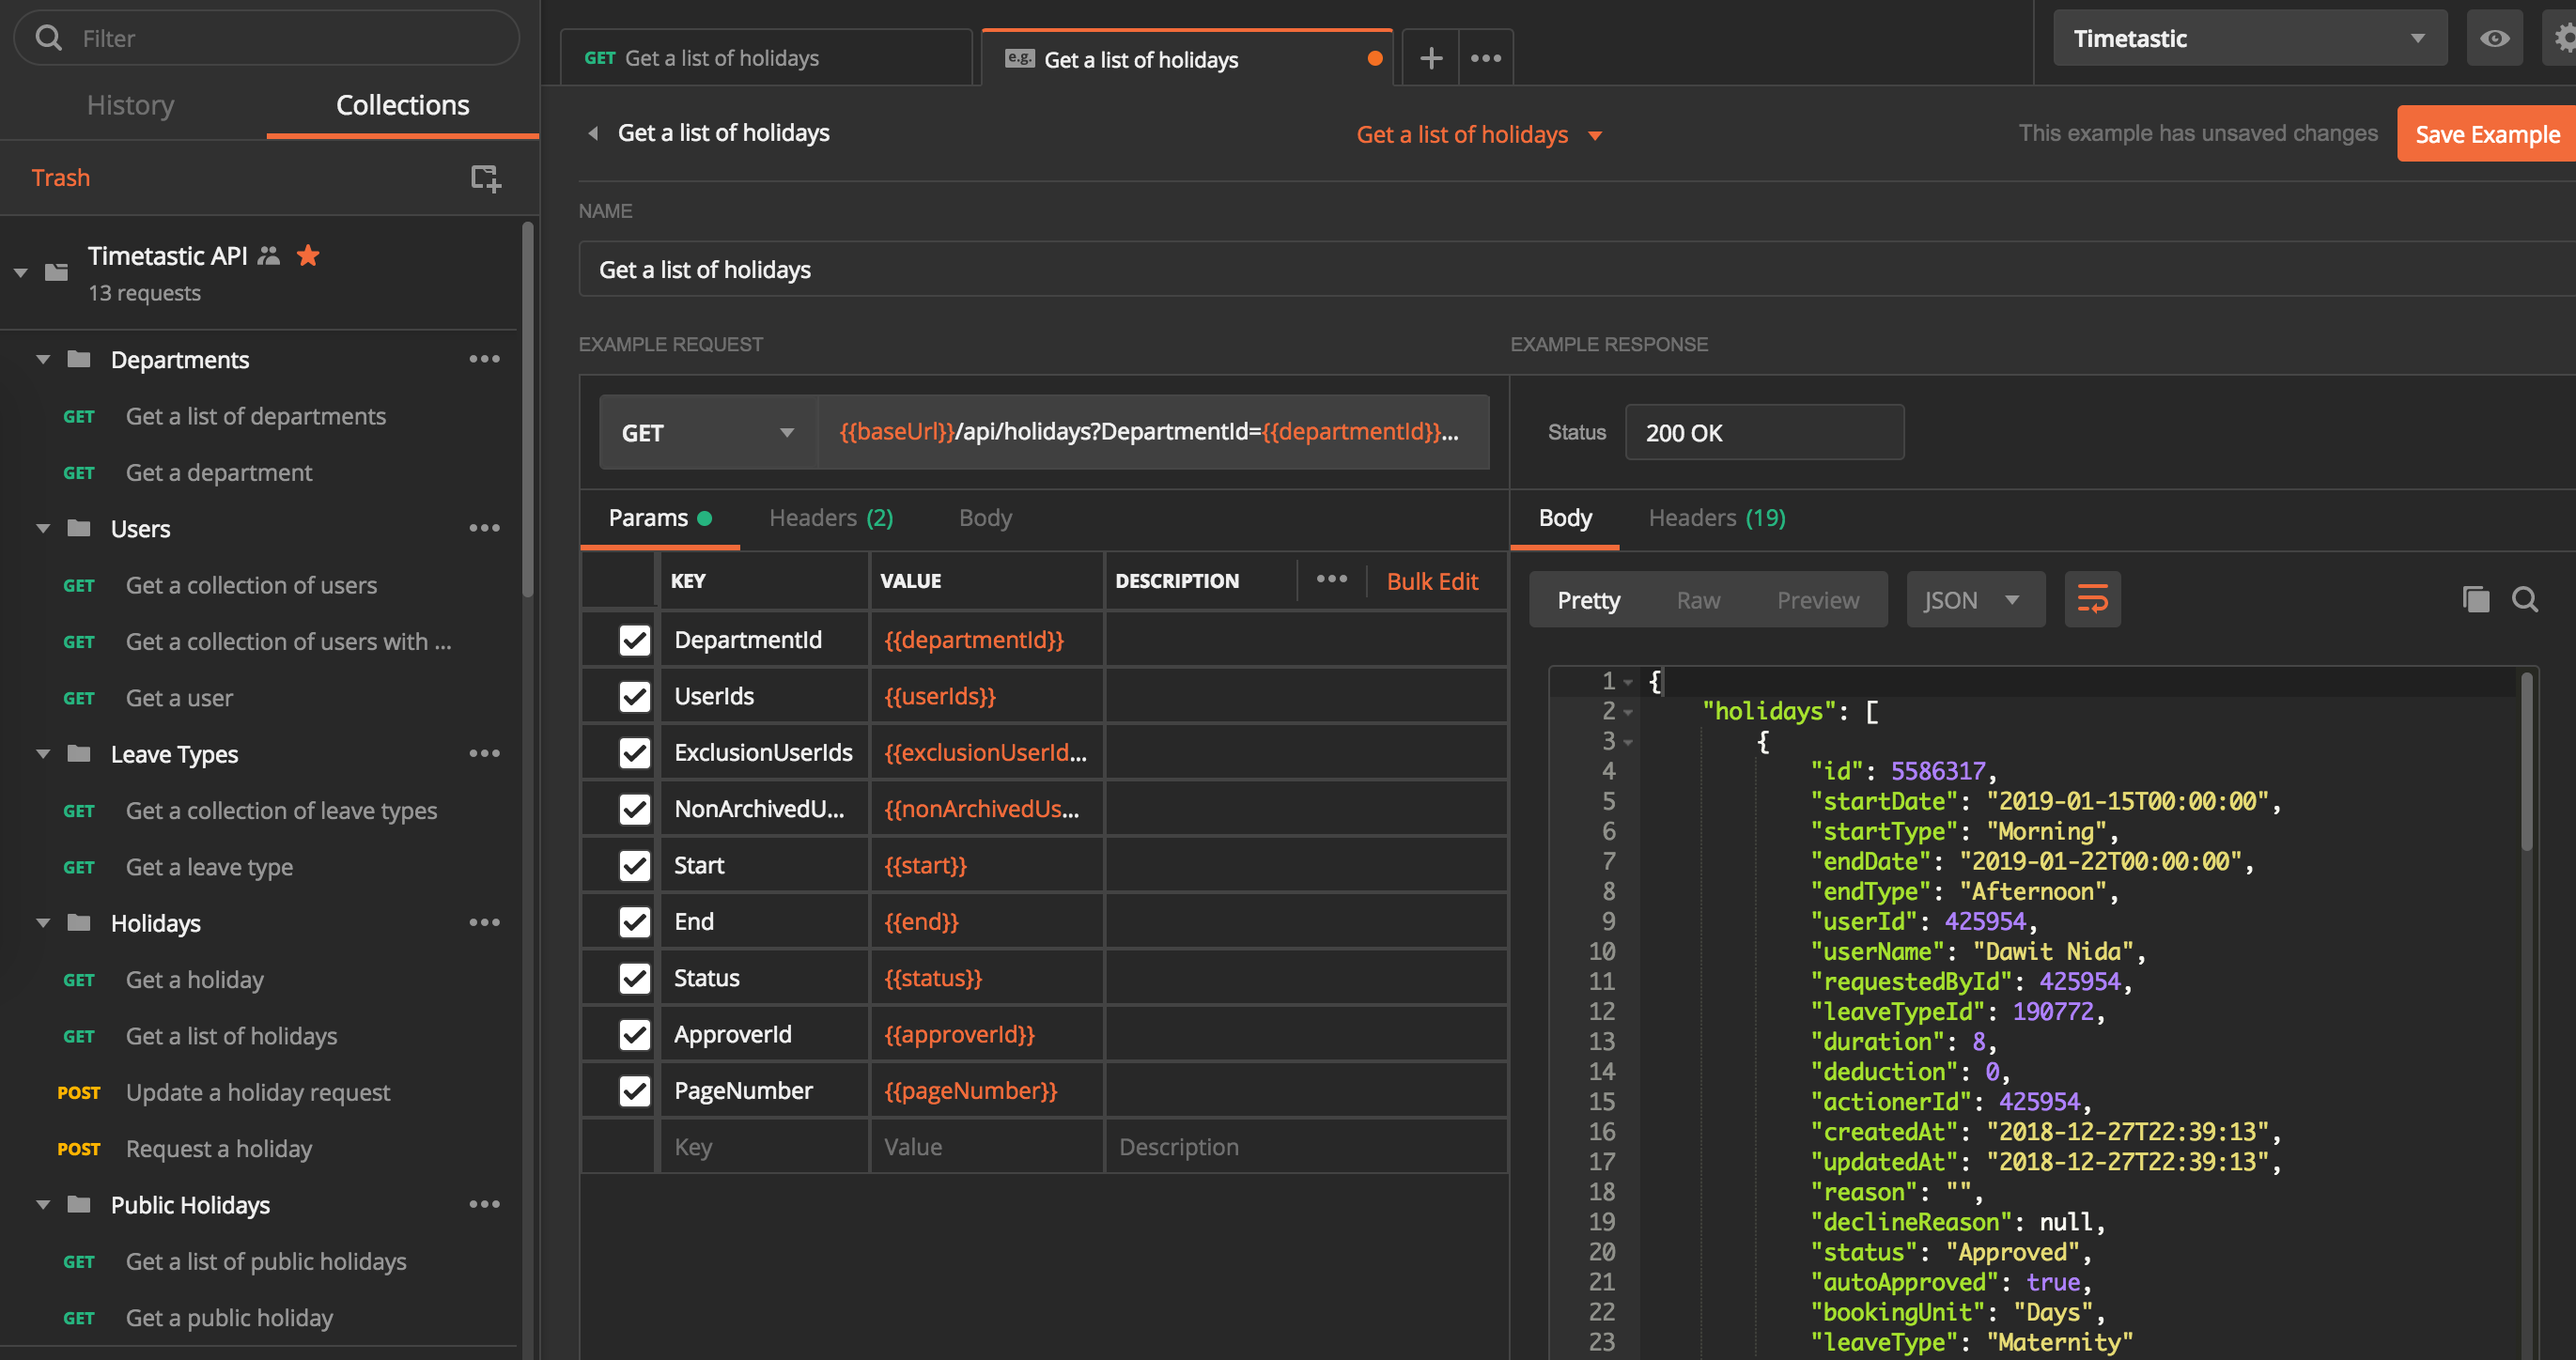 Filter
History
Collections
Trash
Timetastic API
13 requests
Departments
GET Get a list of departments
GET Get a department
Users
GET Get a collection of users
GET Get a collection of users with ...
GET Get a user
Leave Types
GET Get a collection of leave types
GET Get a leave type
Holidays
GET Get a holiday
GET Get a list of holidays
POST Update a holiday request
POST Request a holiday
Public Holidays
GET Get a list of public holidays
GET Get a public holiday
GET Get a list of holidays
e.g. Get a list of holidays
Timetastic
Get a list of holidays
Get a list of holidays
This example has unsaved changes
Save Example
NAME
Get a list of holidays
EXAMPLE REQUEST
GET {{baseUrl}}/api/holidays?DepartmentId={{departmentId}}...
Params Headers (2) Body
KEY VALUE DESCRIPTION Bulk Edit
DepartmentId {{departmentId}}
UserIds {{userIds}}
ExclusionUserIds {{exclusionUserId...
NonArchivedU... {{nonArchivedUs...
Start {{start}}
End {{end}}
Status {{status}}
ApproverId {{approverId}}
PageNumber {{pageNumber}}
Key Value Description
EXAMPLE RESPONSE
Status 200 OK
Body Headers (19)
Pretty Raw Preview JSON
1 {
2 "holidays": [
3 {
4 "id": 5586317,
5 "startDate": "2019-01-15T00:00:00",
6 "startType": "Morning",
7 "endDate": "2019-01-22T00:00:00",
8 "endType": "Afternoon",
9 "userId": 425954,
10 "userName": "Dawit Nida",
11 "requestedById": 425954,
12 "leaveTypeId": 190772,
13 "duration": 8,
14 "deduction": 0,
15 "actionerId": 425954,
16 "createdAt": "2018-12-27T22:39:13",
17 "updatedAt": "2018-12-27T22:39:13",
18 "reason": "",
19 "declineReason": null,
20 "status": "Approved",
21 "autoApproved": true,
22 "bookingUnit": "Days",
23 "leaveType": "Maternity"